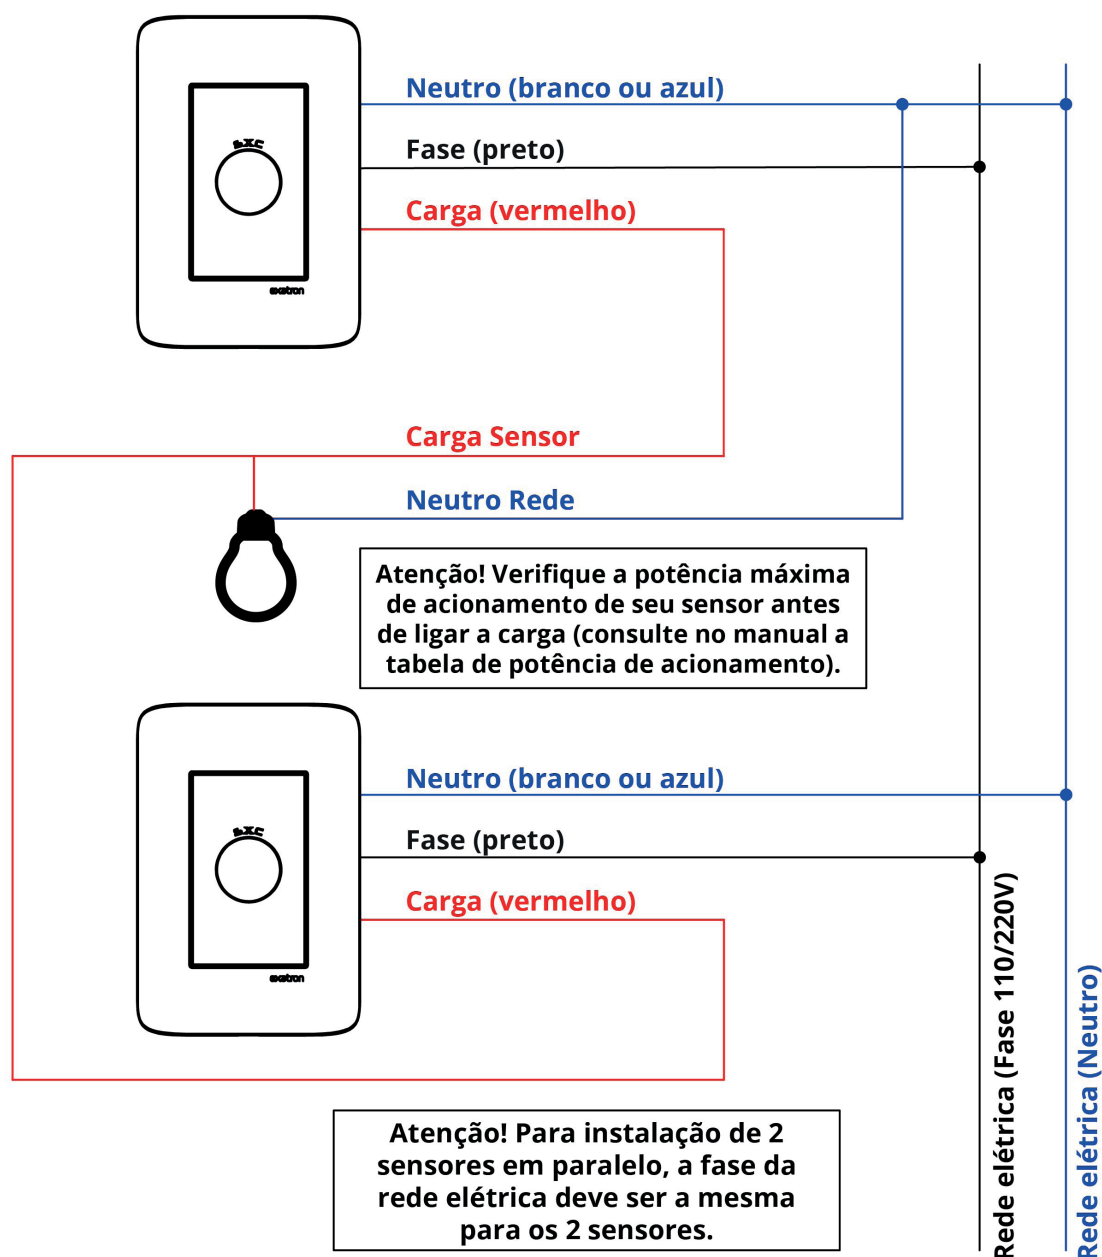 Neutro (branco ou azul)
Fase (preto)
Carga (vermelho)
exatron
Carga Sensor
Neutro Rede
Atenção! Verifique a potência máxima
de acionamento de seu sensor antes
de ligar a carga (consulte no manual a
tabela de potência de acionamento).
Neutro (branco ou azul)
Fase (preto)
Carga (vermelho)
exatron
Rede elétrica (Fase 110/220V)
Rede elétrica (Neutro)
Atenção! Para instalação de 2
sensores em paralelo, a fase da
rede elétrica deve ser a mesma
para os 2 sensores.